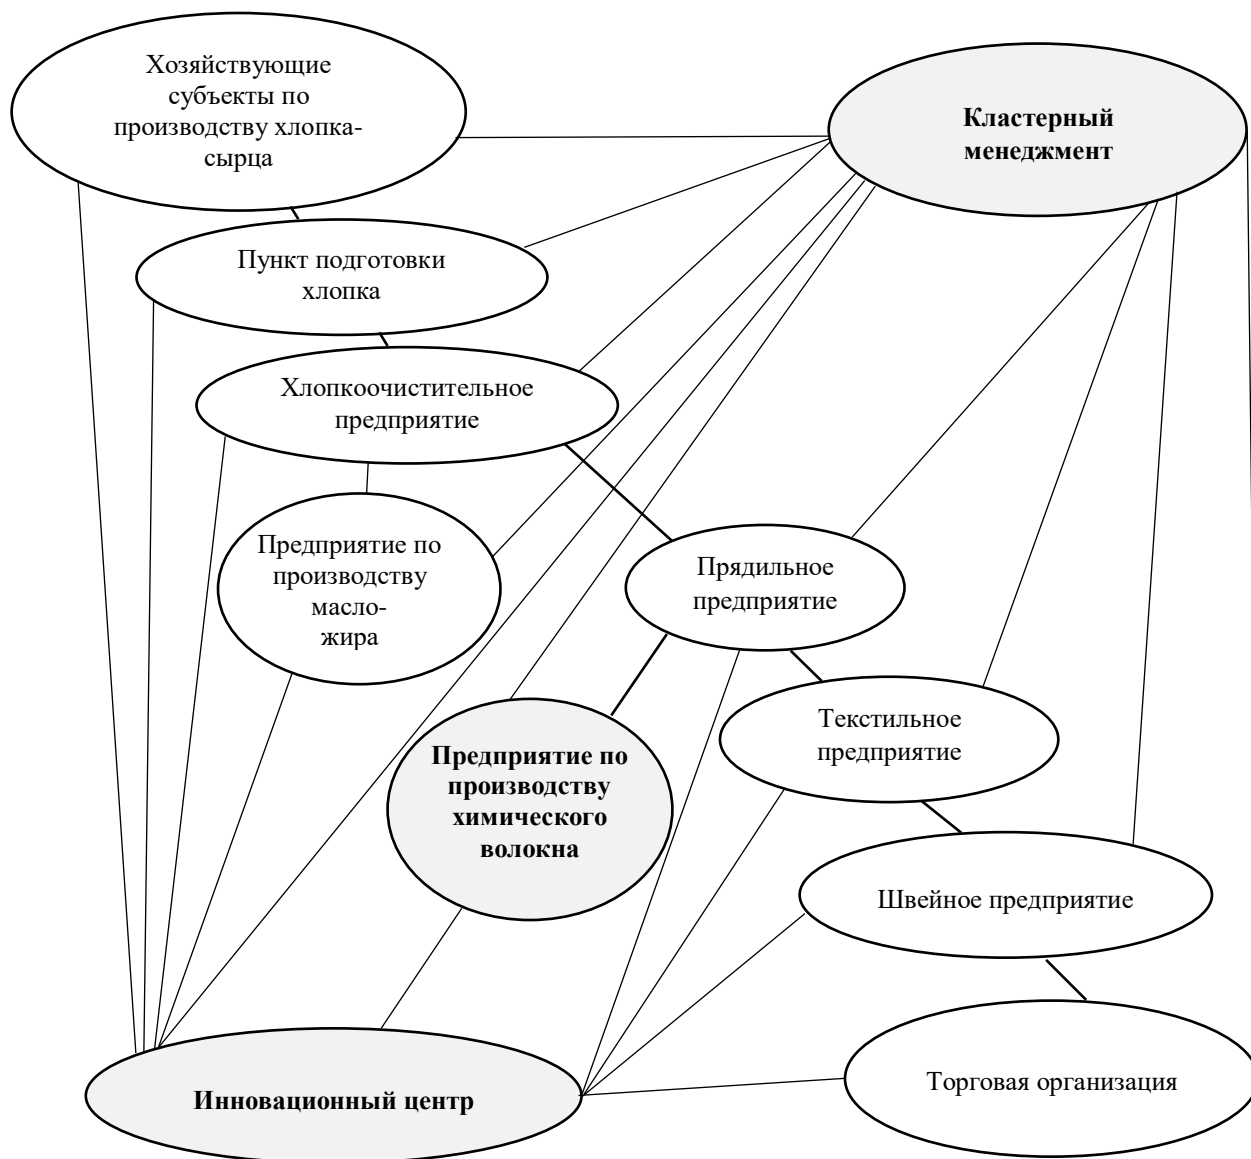 Хозяйствующие
субъекты по
производству хлопка-
сырца
Кластерный
менеджмент
Пункт подготовки
хлопка
Хлопкоочистительное
предприятие
Предприятие по
производству
масло-
жира
Прядильное
предприятие
Текстильное
предприятие
Предприятие по
производству
химического
волокна
Швейное предприятие
Торговая организация
Инновационный центр